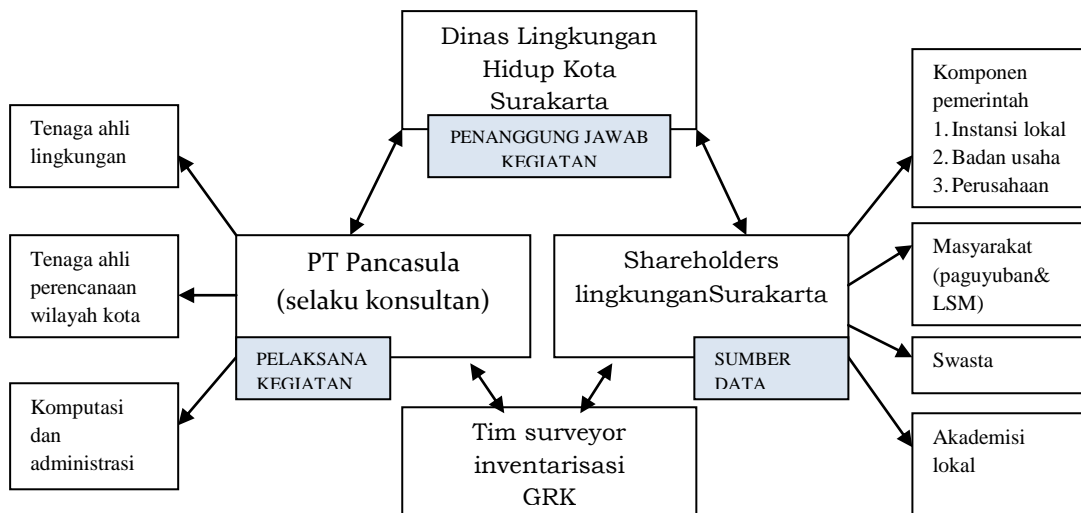 Dinas Lingkungan
Hidup Kota
Surakarta
PENANGGUNG JAWAB
KEGIATAN
Tenaga ahli
lingkungan
Tenaga ahli
perencanaan
wilayah kota
Komputasi
dan
administrasi
PT Pancasula
(selaku konsultan)
PELAKSANA
KEGIATAN
Shareholders
lingkunganSurakarta
SUMBER
DATA
Tim surveyor
inventarisasi
GRK
Komponen
pemerintah
1. Instansi lokal
2. Badan usaha
3. Perusahaan
Masyarakat
(paguyuban&
LSM)
Swasta
Akademisi
lokal